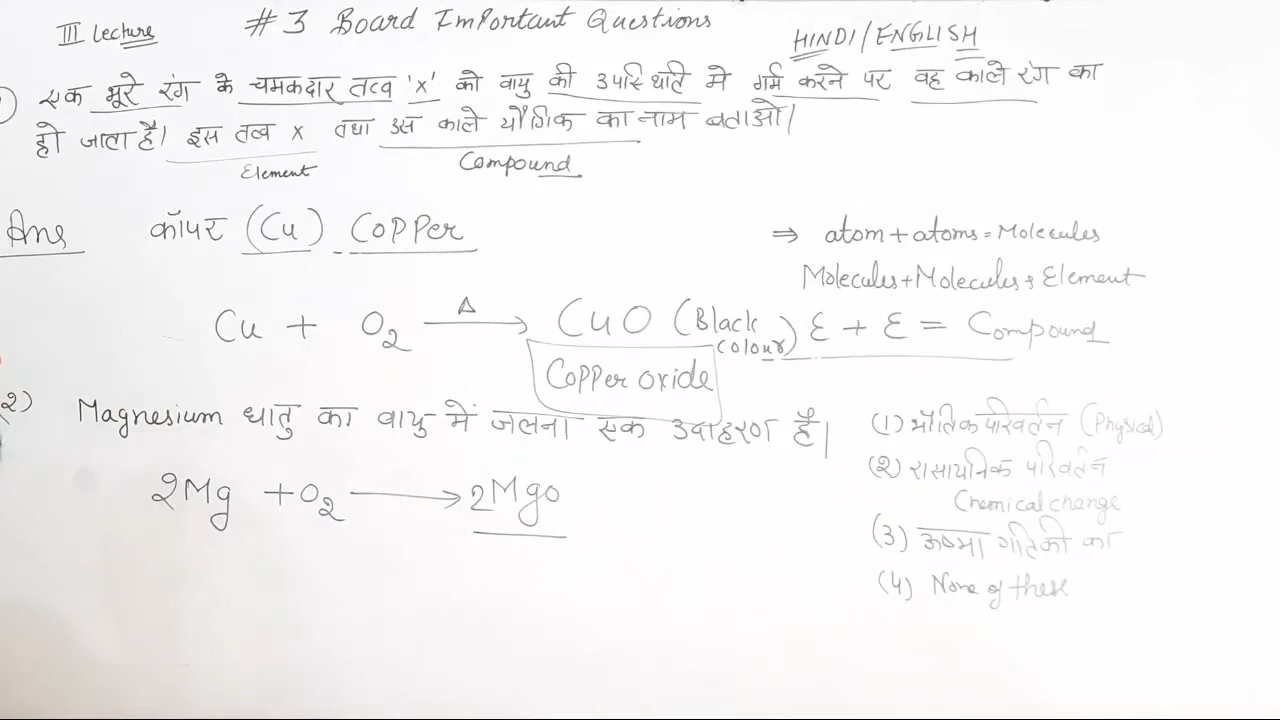 III Lecture # 3 Board ImPortant Questions
HINDI/ENGLISH
एक भूरे रंग के चमकदार तत्व 'x' को वायु की उपस्थिति मे गर्म करने पर वह काले रंग का
हो जाता है। इस तत्व x तथा उस काले यौगिक का नाम बताओ।
Element Compound
Ans कॉपर (Cu) CoPPer
⇒ atom + atoms = Molecules
Molecules + Molecules = Element
Cu + O₂ —Δ→ CuO (Black colour) ε + ε = Compound
CoPPer oxide
2) Magnesium धातु का वायु में जलना एक उदाहरण है।
(1) भौतिक परिवर्तन (Physical)
(2) रासायनिक परिवर्तन
Chemical change
2Mg + O₂ ⟶ 2Mgo
(3) ऊष्मा गतिकी का
(4) None of these